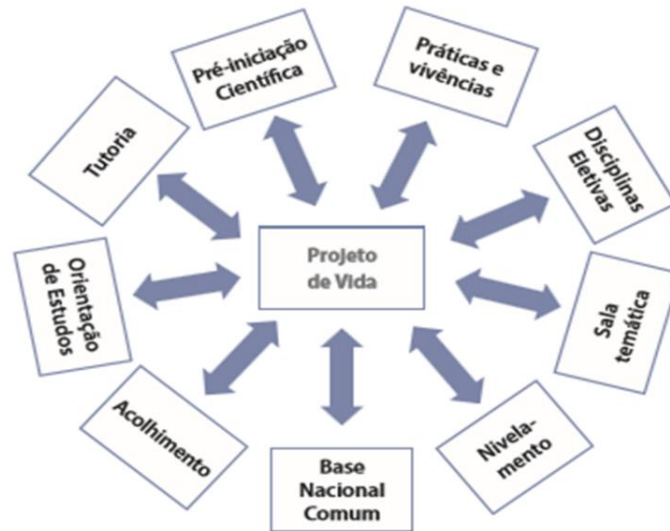 Pré-iniciação
Científica
Práticas e
vivências
Tutoria
Disciplinas
Eletivas
Projeto
de Vida
Orientação
de Estudos
Sala
temática
Acolhimento
Nivela-
mento
Base
Nacional
Comum